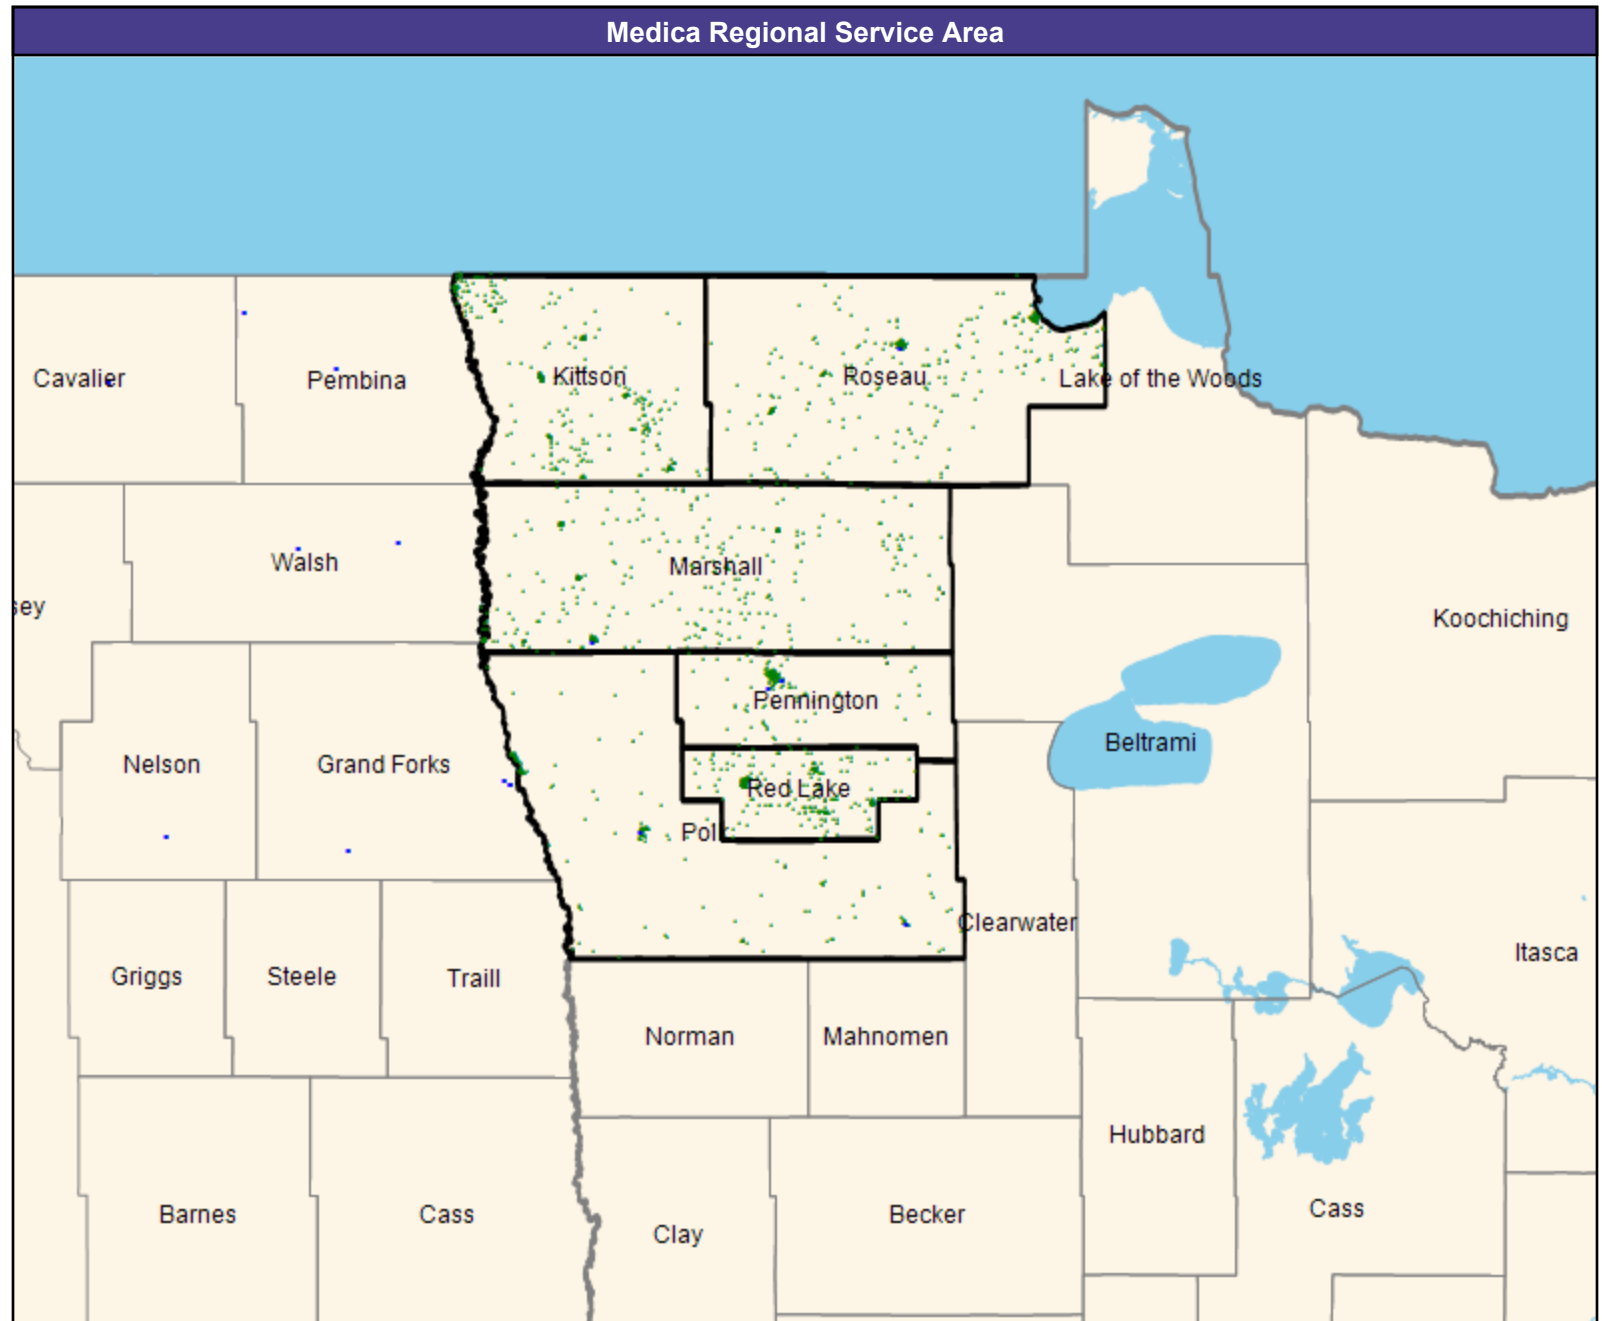 Medica Regional Service Area
Cavalier
Pembina
Kittson
Roseau
Lake of the Woods
Walsh
Marshall
sey
Koochiching
Pennington
Nelson
Grand Forks
Beltrami
Red Lake
Pol
Clearwater
Griggs
Steele
Traill
Itasca
Norman
Mahnomen
Hubbard
Barnes
Cass
Clay
Becker
Cass